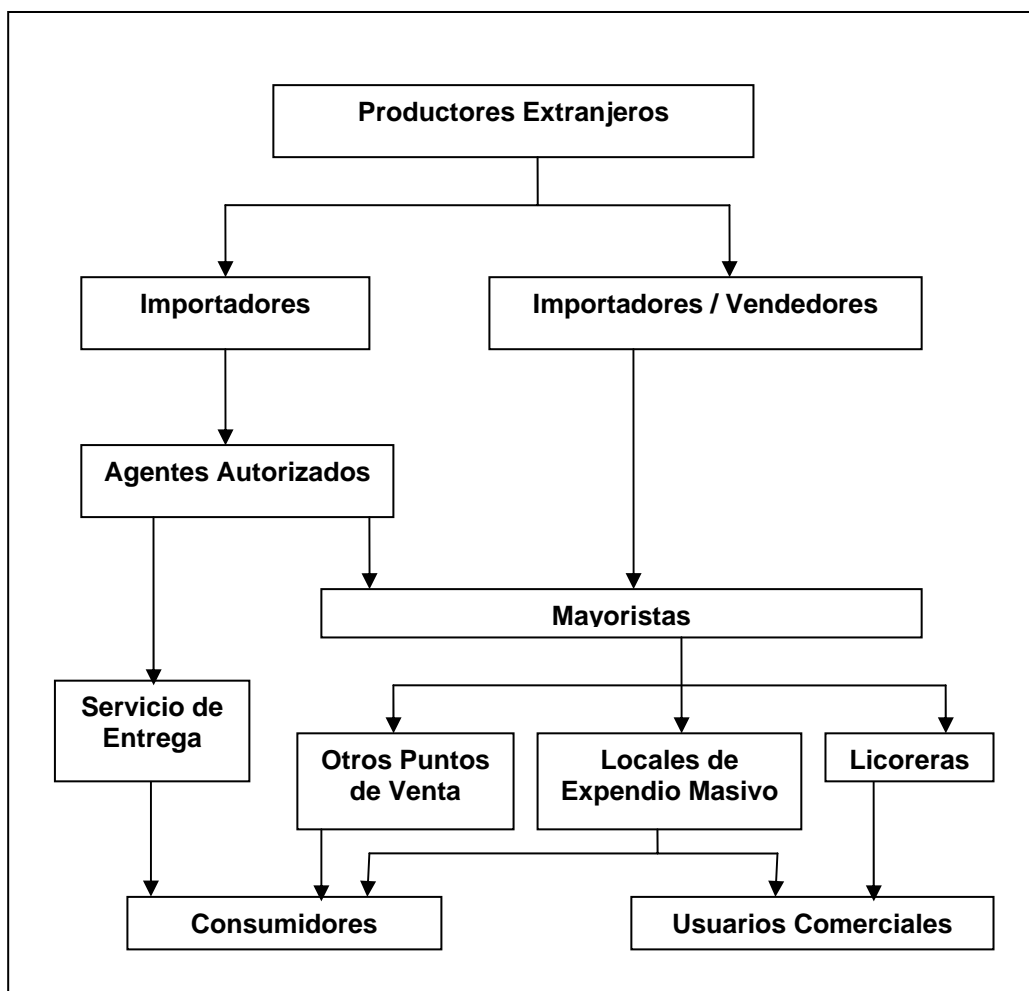 Productores Extranjeros
Importadores
Importadores / Vendedores
Agentes Autorizados
Mayoristas
Servicio de
Entrega
Otros Puntos
de Venta
Locales de
Expendio Masivo
Licoreras
Consumidores
Usuarios Comerciales